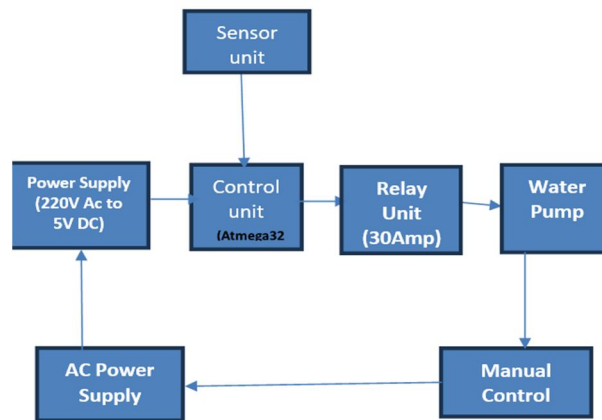 Sensor
unit
Power Supply
(220V Ac to
5V DC)
Control
unit
(Atmega32
Relay
Unit
(30Amp)
Water
Pump
AC Power
Supply
Manual
Control